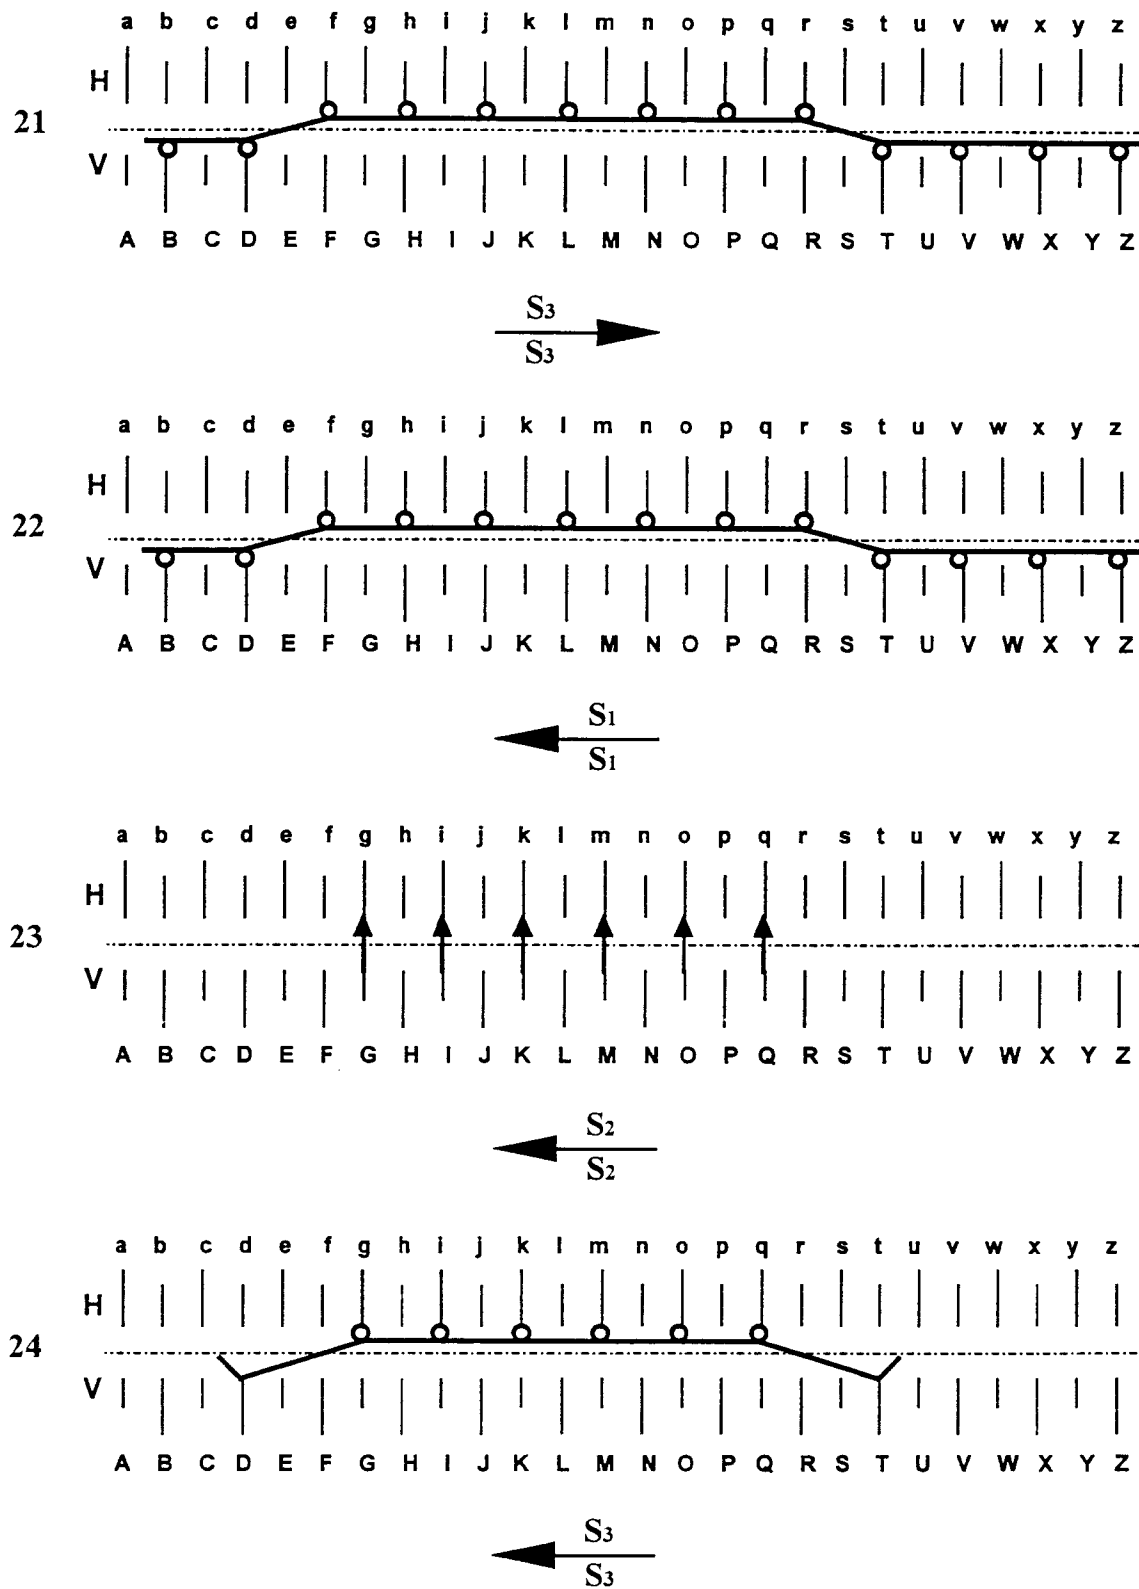 a b c d e f g h i j k l m n o p q r s t u v w x y z
H
21
V
A B C D E F G H I J K L M N O P Q R S T U V W X Y Z
S3
S3
a b c d e f g h i j k l m n o p q r s t u v w x y z
H
22
V
A B C D E F G H I J K L M N O P Q R S T U V W X Y Z
S1
S1
a b c d e f g h i j k l m n o p q r s t u v w x y z
H
23
V
A B C D E F G H I J K L M N O P Q R S T U V W X Y Z
S2
S2
a b c d e f g h i j k l m n o p q r s t u v w x y z
H
24
V
A B C D E F G H I J K L M N O P Q R S T U V W X Y Z
S3
S3